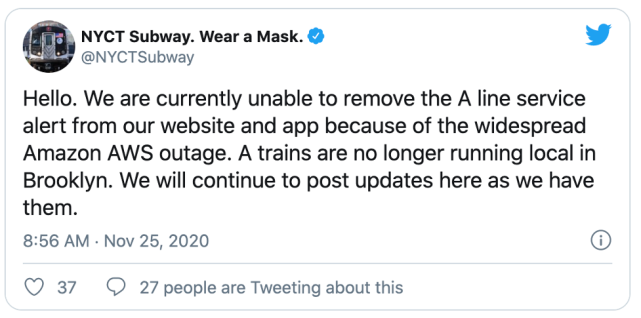 NYCT Subway. Wear a Mask.
@NYCTSubway
Hello. We are currently unable to remove the A line service
alert from our website and app because of the widespread
Amazon AWS outage. A trains are no longer running local in
Brooklyn. We will continue to post updates here as we have
them.
8:56 AM · Nov 25, 2020
37 27 people are Tweeting about this